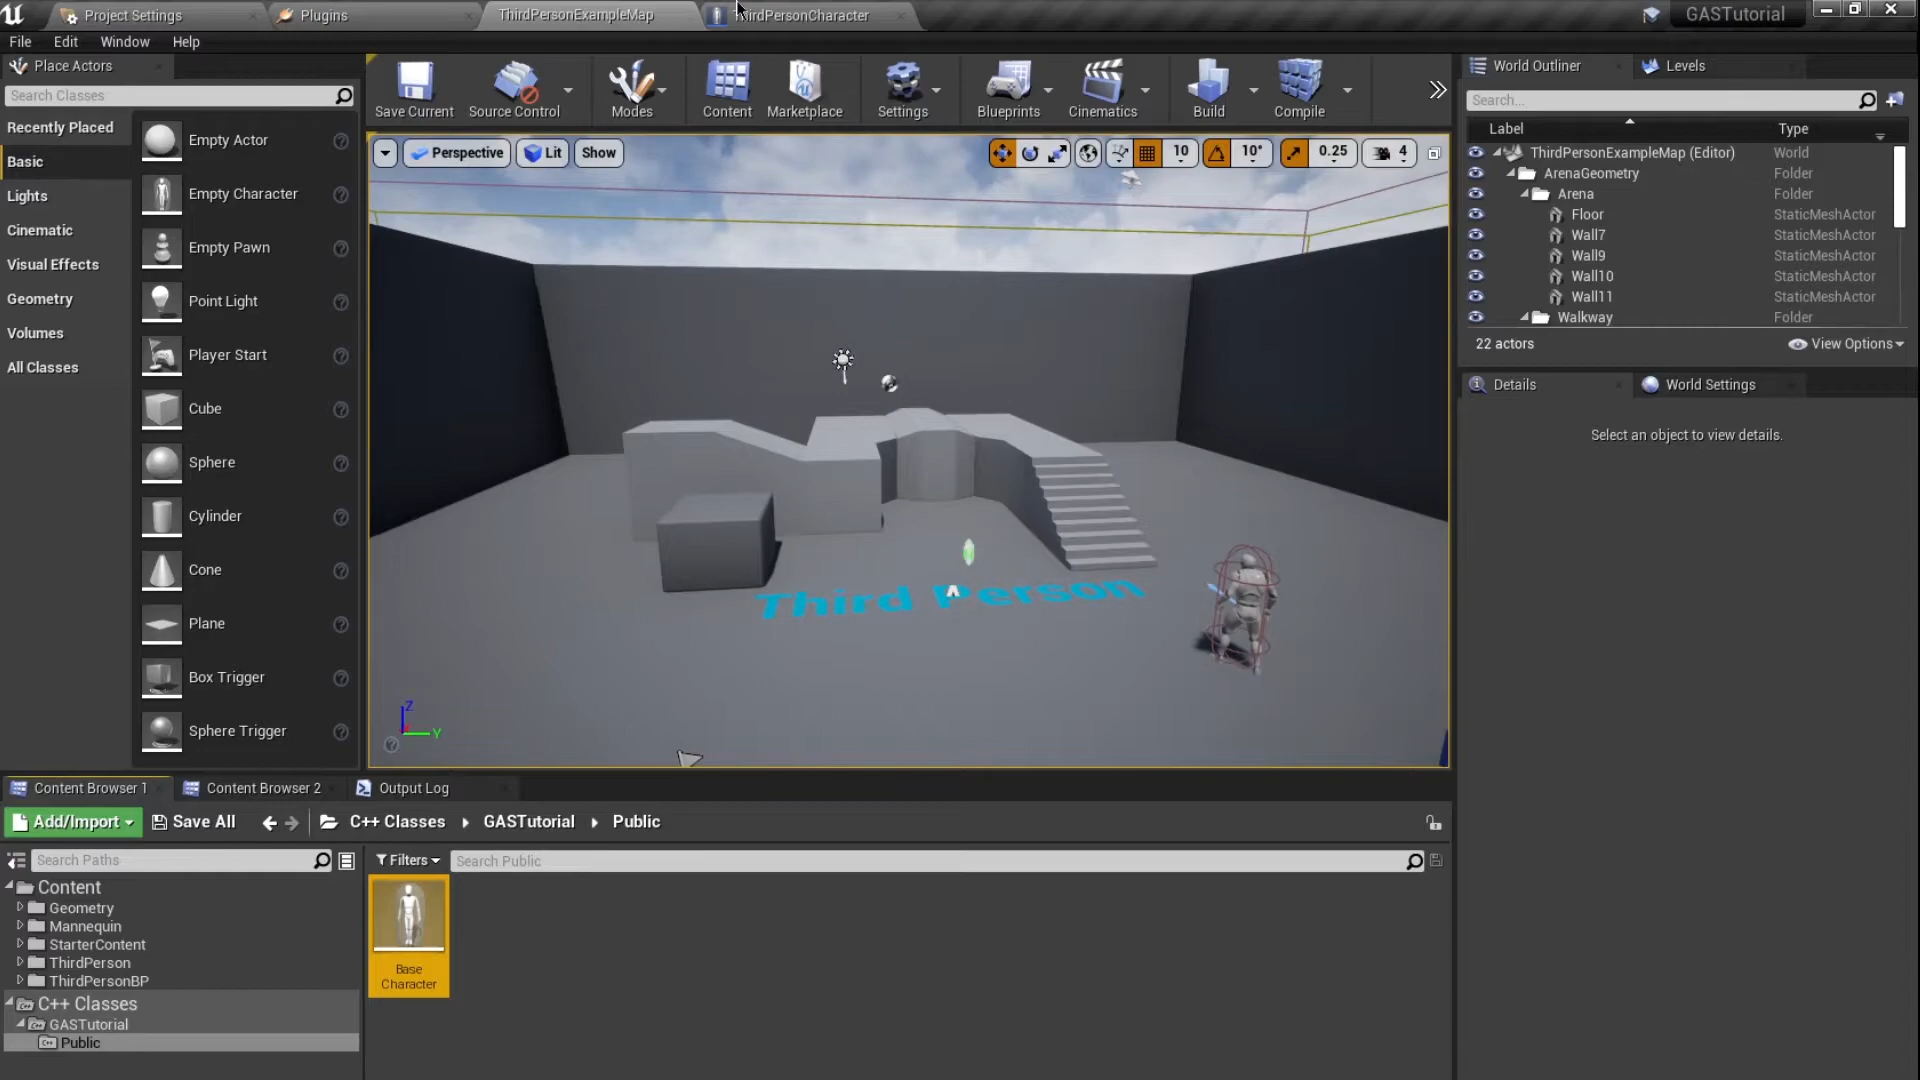 Project Settings
Plugins
ThirdPersonExampleMap
ThirdPersonCharacter
GASTutorial
File Edit Window Help
Place Actors
Search Classes
Recently Placed
Basic
Lights
Cinematic
Visual Effects
Geometry
Volumes
All Classes
Empty Actor
Empty Character
Empty Pawn
Point Light
Player Start
Cube
Sphere
Cylinder
Cone
Plane
Box Trigger
Sphere Trigger
Save Current
Source Control
Modes
Content
Marketplace
Settings
Blueprints
Cinematics
Build
Compile
Perspective
Lit
Show
10
10°
0.25
4
Third Person
Z
Y
World Outliner
Levels
Search...
Label Type
ThirdPersonExampleMap (Editor) World
ArenaGeometry Folder
Arena Folder
Floor StaticMeshActor
Wall7 StaticMeshActor
Wall9 StaticMeshActor
Wall10 StaticMeshActor
Wall11 StaticMeshActor
Walkway Folder
22 actors
View Options
Details
World Settings
Select an object to view details.
Content Browser 1
Content Browser 2
Output Log
Add/Import
Save All
C++ Classes
GASTutorial
Public
Search Paths
Filters
Search Public
Content
Geometry
Mannequin
StarterContent
ThirdPerson
ThirdPersonBP
C++ Classes
GASTutorial
Public
Base
Character